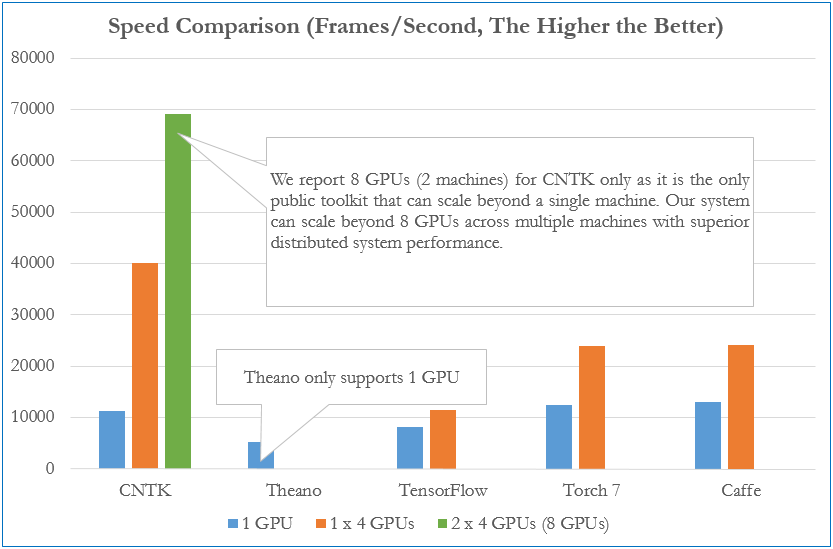 Speed Comparison (Frames/Second, The Higher the Better)
80000
70000
60000
50000
40000
30000
20000
10000
0
We report 8 GPUs (2 machines) for CNTK only as it is the only
public toolkit that can scale beyond a single machine. Our system
can scale beyond 8 GPUs across multiple machines with superior
distributed system performance.
Theano only supports 1 GPU
CNTK Theano TensorFlow Torch 7 Caffe
1 GPU 1 x 4 GPUs 2 x 4 GPUs (8 GPUs)